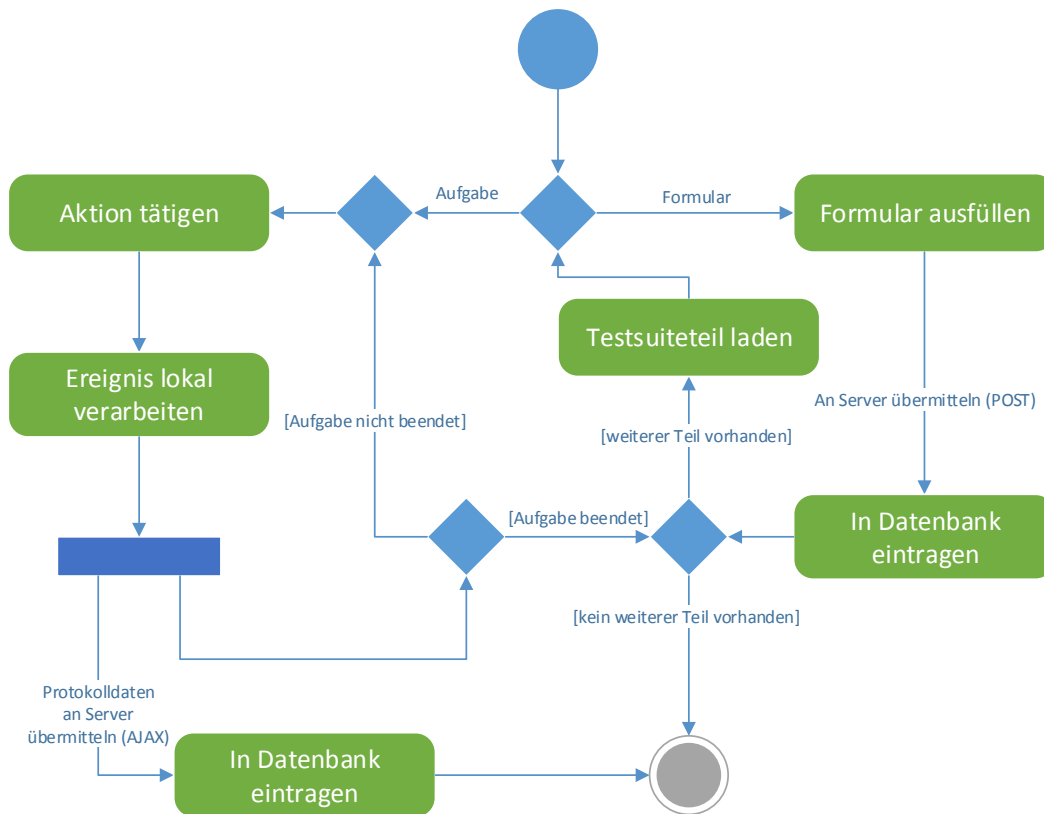 Aufgabe
Formular
Aktion tätigen
Formular ausfüllen
Testsuiteteil laden
Ereignis lokal
verarbeiten
An Server übermitteln (POST)
[Aufgabe nicht beendet]
[weiterer Teil vorhanden]
[Aufgabe beendet]
In Datenbank
eintragen
[kein weiterer Teil vorhanden]
Protokolldaten
an Server
übermitteln (AJAX)
In Datenbank
eintragen